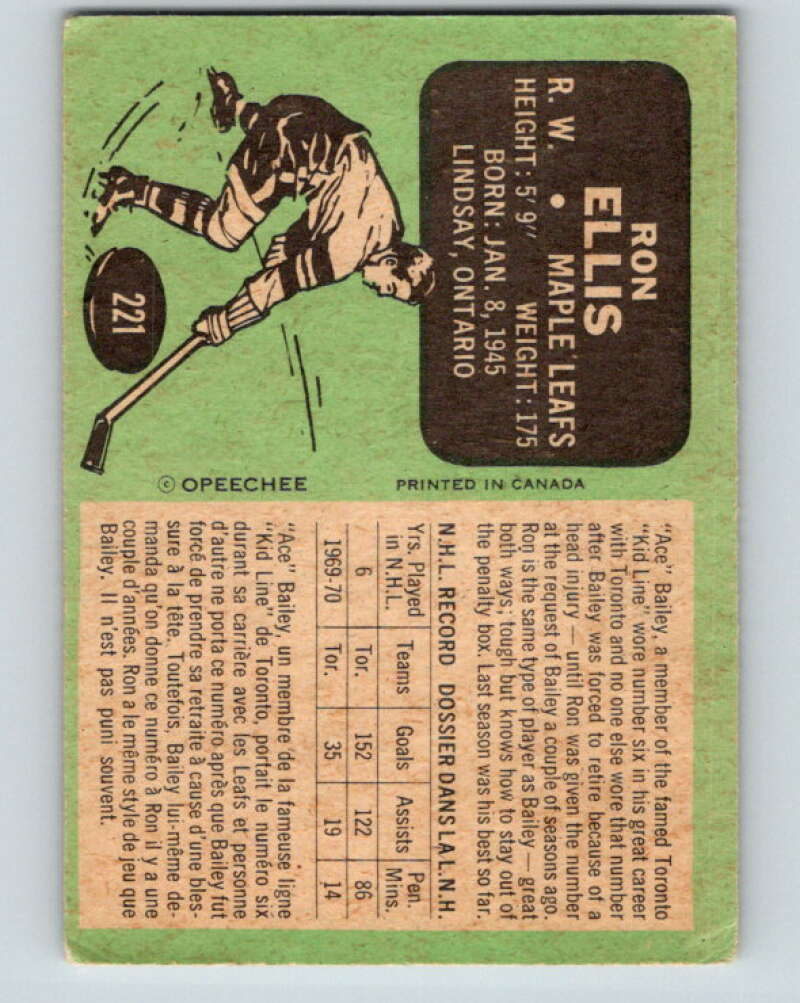 RON
ELLIS
R. W. • MAPLE LEAFS
HEIGHT: 5' 9" WEIGHT: 175
BORN: JAN. 8, 1945
LINDSAY, ONTARIO
221
© OPEECHEE PRINTED IN CANADA
"Ace" Bailey, a member of the famed Toronto
"Kid Line" wore number six in his great career
with Toronto and no one else wore that number
after Bailey was forced to retire because of a
head injury — until Ron was given the number
at the request of Bailey a couple of seasons ago.
Ron is the same type of player as Bailey — great
both ways; tough but knows how to stay out of
the penalty box. Last season was his best so far.
N.H.L. RECORD DOSSIER DANS LA L.N.H.
Yrs. Played in N.H.L. Teams Goals Assists Pen. Mins.
6 Tor. 152 122 86
1969-70 Tor. 35 19 14
"Ace" Bailey, un membre de la fameuse ligne
"Kid Line" de Toronto, portait le numéro six
durant sa carrière avec les Leafs et personne
d'autre ne porta ce numéro après que Bailey fut
forcé de prendre sa retraite à cause d'une bles-
sure à la tête. Toutefois, Bailey lui-même de-
manda qu'on donne ce numéro à Ron il y a une
couple d'années. Ron a le même style de jeu que
Bailey. Il n'est pas puni souvent.